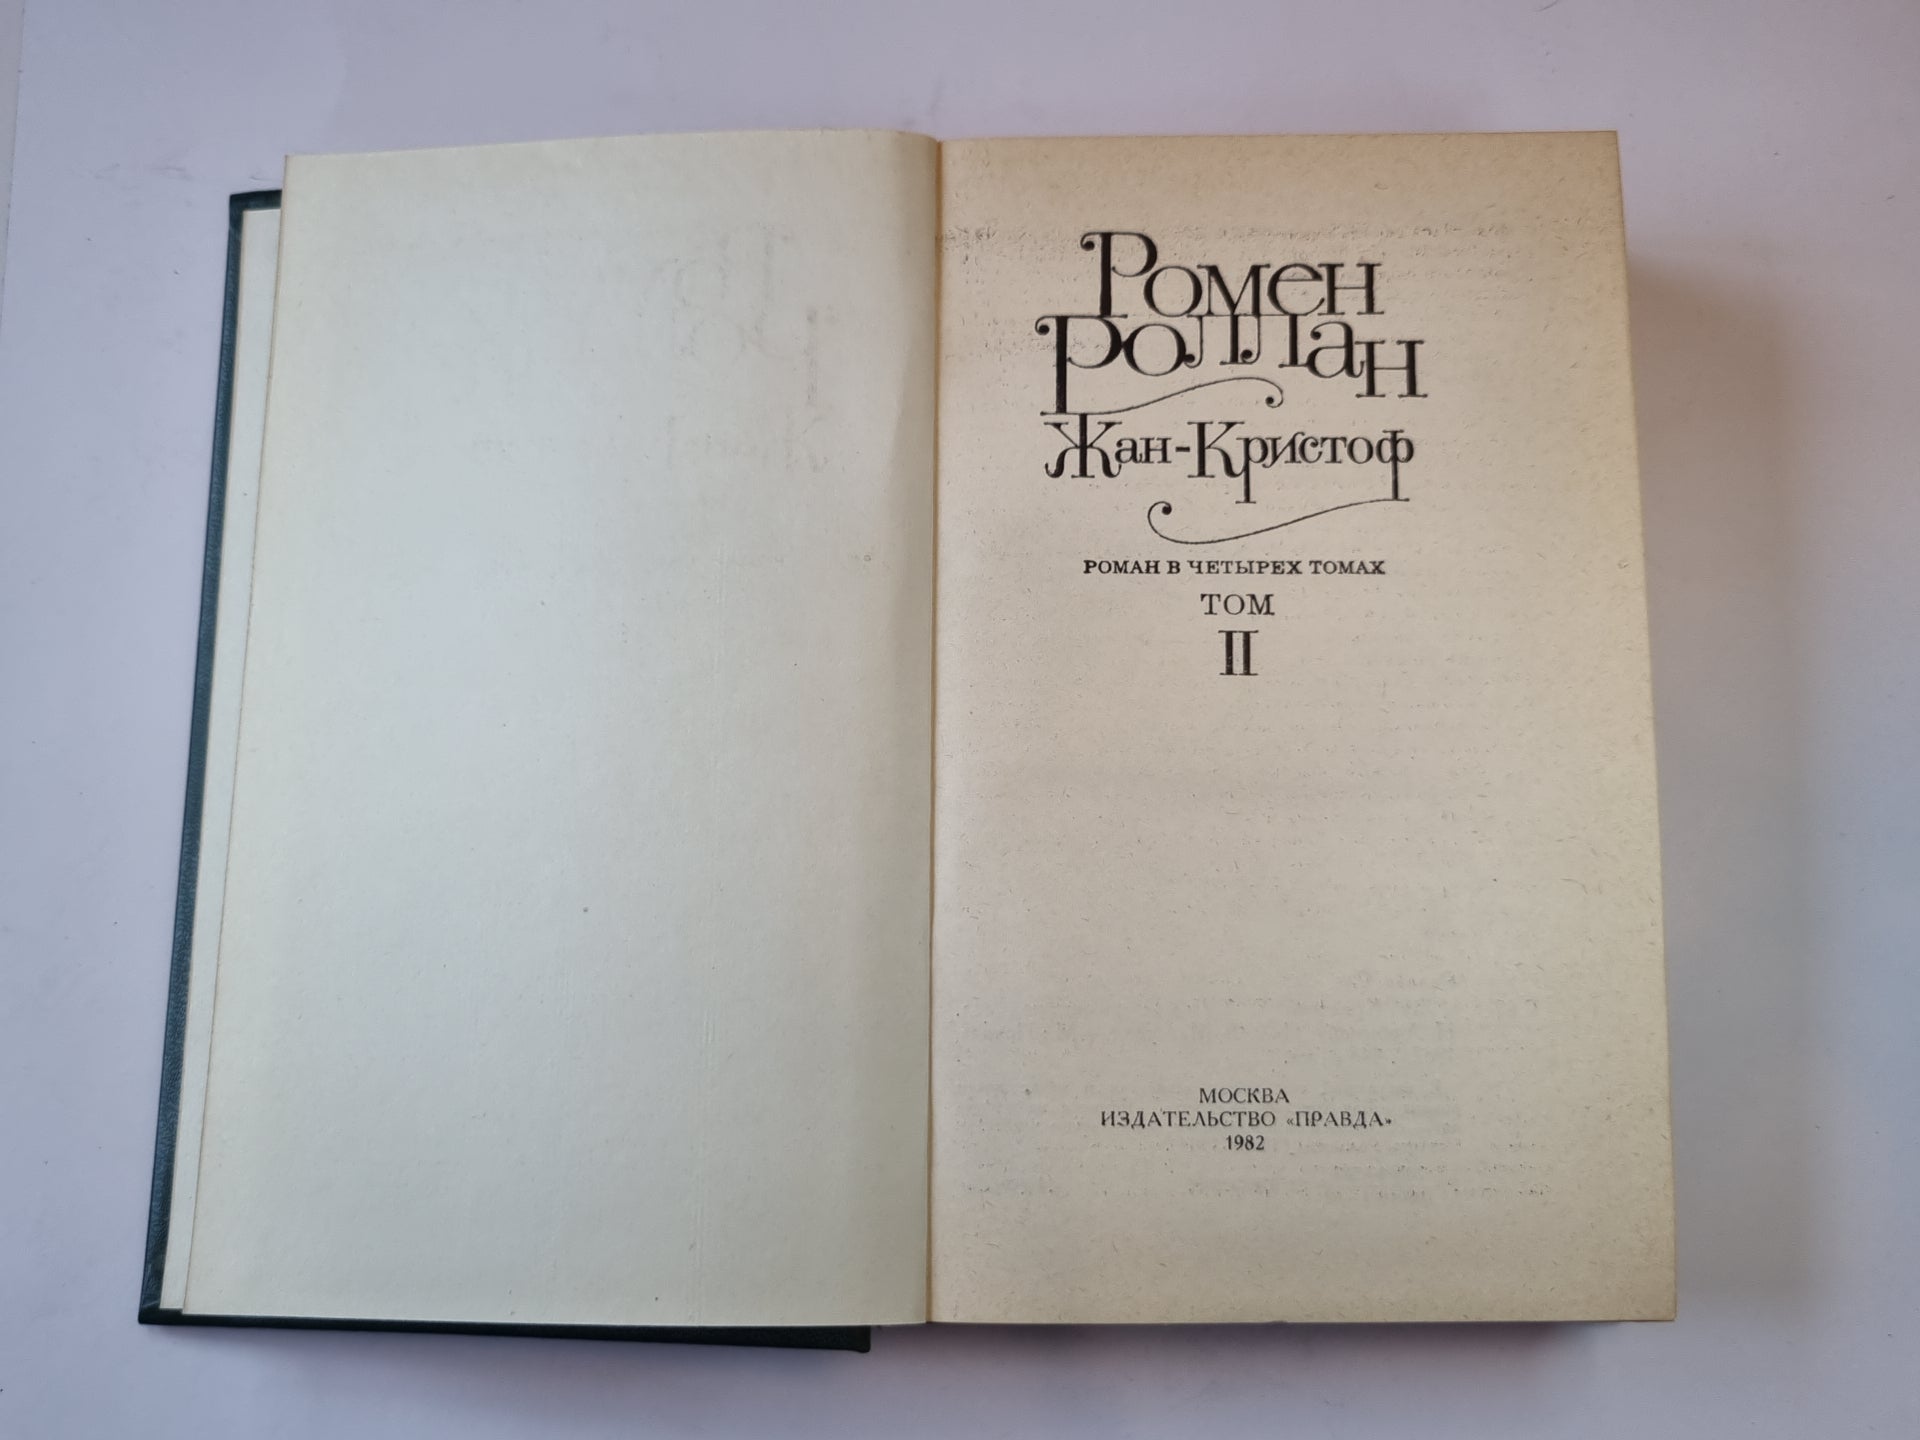 Ромен
Роллан
Жан-Кристоф
РОМАН В ЧЕТЫРЕХ ТОМАХ
ТОМ
II
МОСКВА
ИЗДАТЕЛЬСТВО «ПРАВДА»
1982